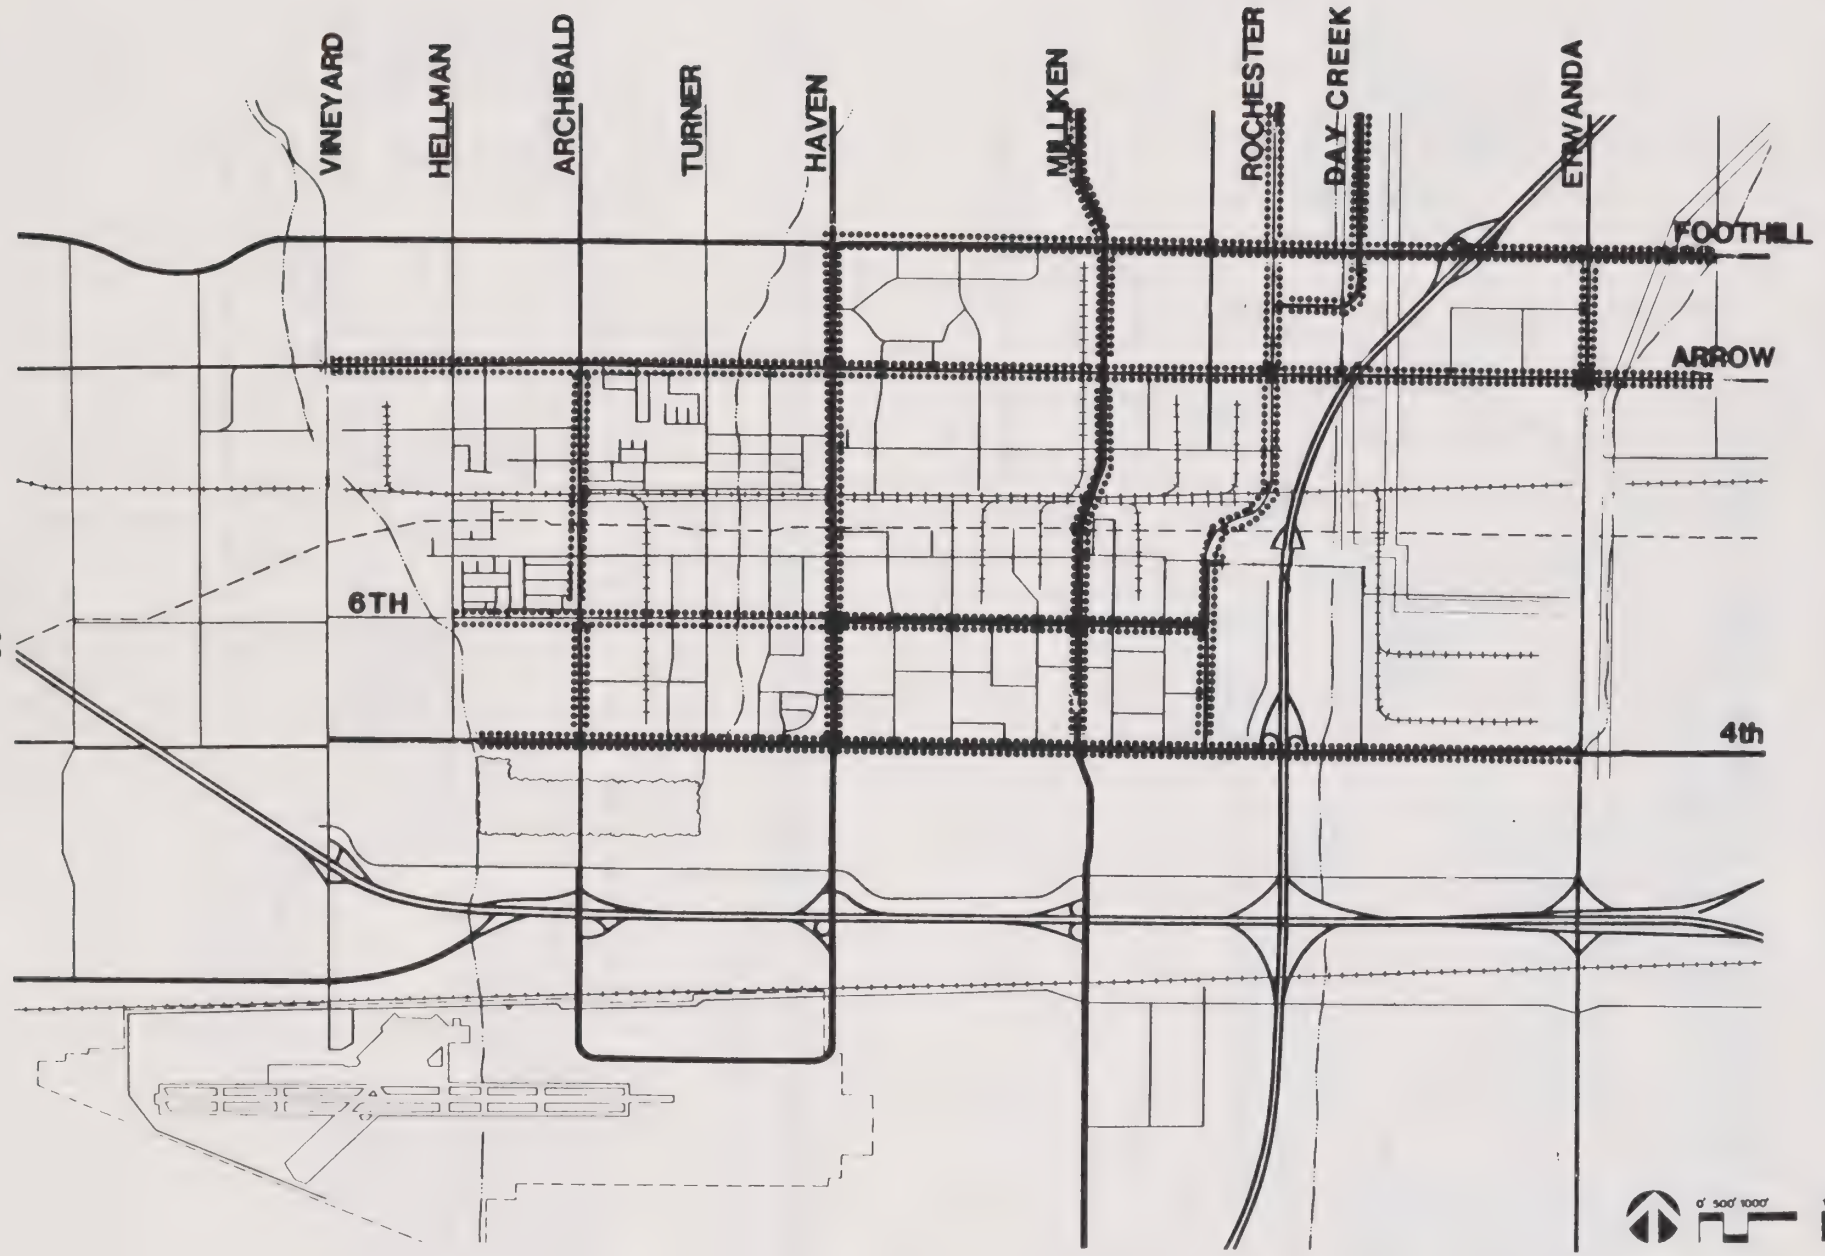 VINEYARD
HELLMAN
ARCHIBALD
TURNER
HAVEN
MILLIKEN
ROCHESTER
DAY CREEK
ETIWANDA
FOOTHILL
ARROW
6TH
4th
0' 500' 1000'